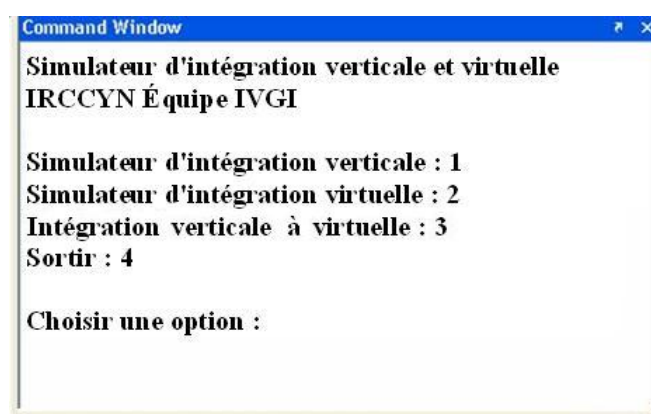 Command Window
Simulateur d'intégration verticale et virtuelle
IRCCYN Équipe IVGI
Simulateur d'intégration verticale : 1
Simulateur d'intégration virtuelle : 2
Intégration verticale à virtuelle : 3
Sortir : 4
Choisir une option :